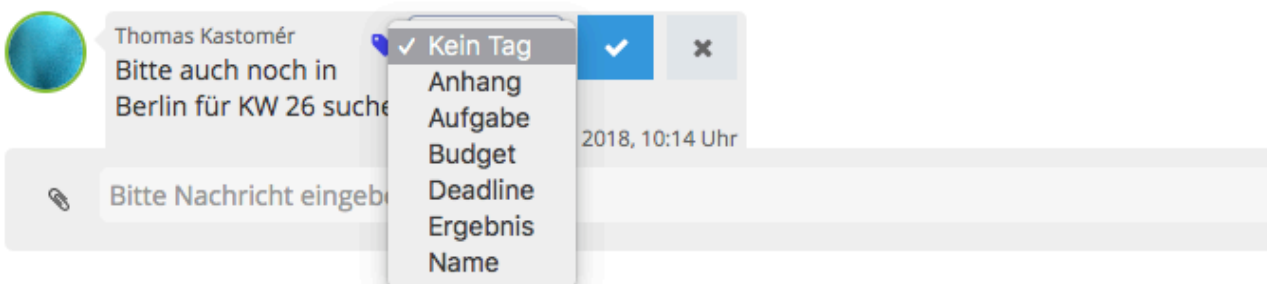 Thomas Kastomér
Bitte auch noch in
Berlin für KW 26 suche
2018, 10:14 Uhr
Bitte Nachricht eingebe
✓ Kein Tag
Anhang
Aufgabe
Budget
Deadline
Ergebnis
Name